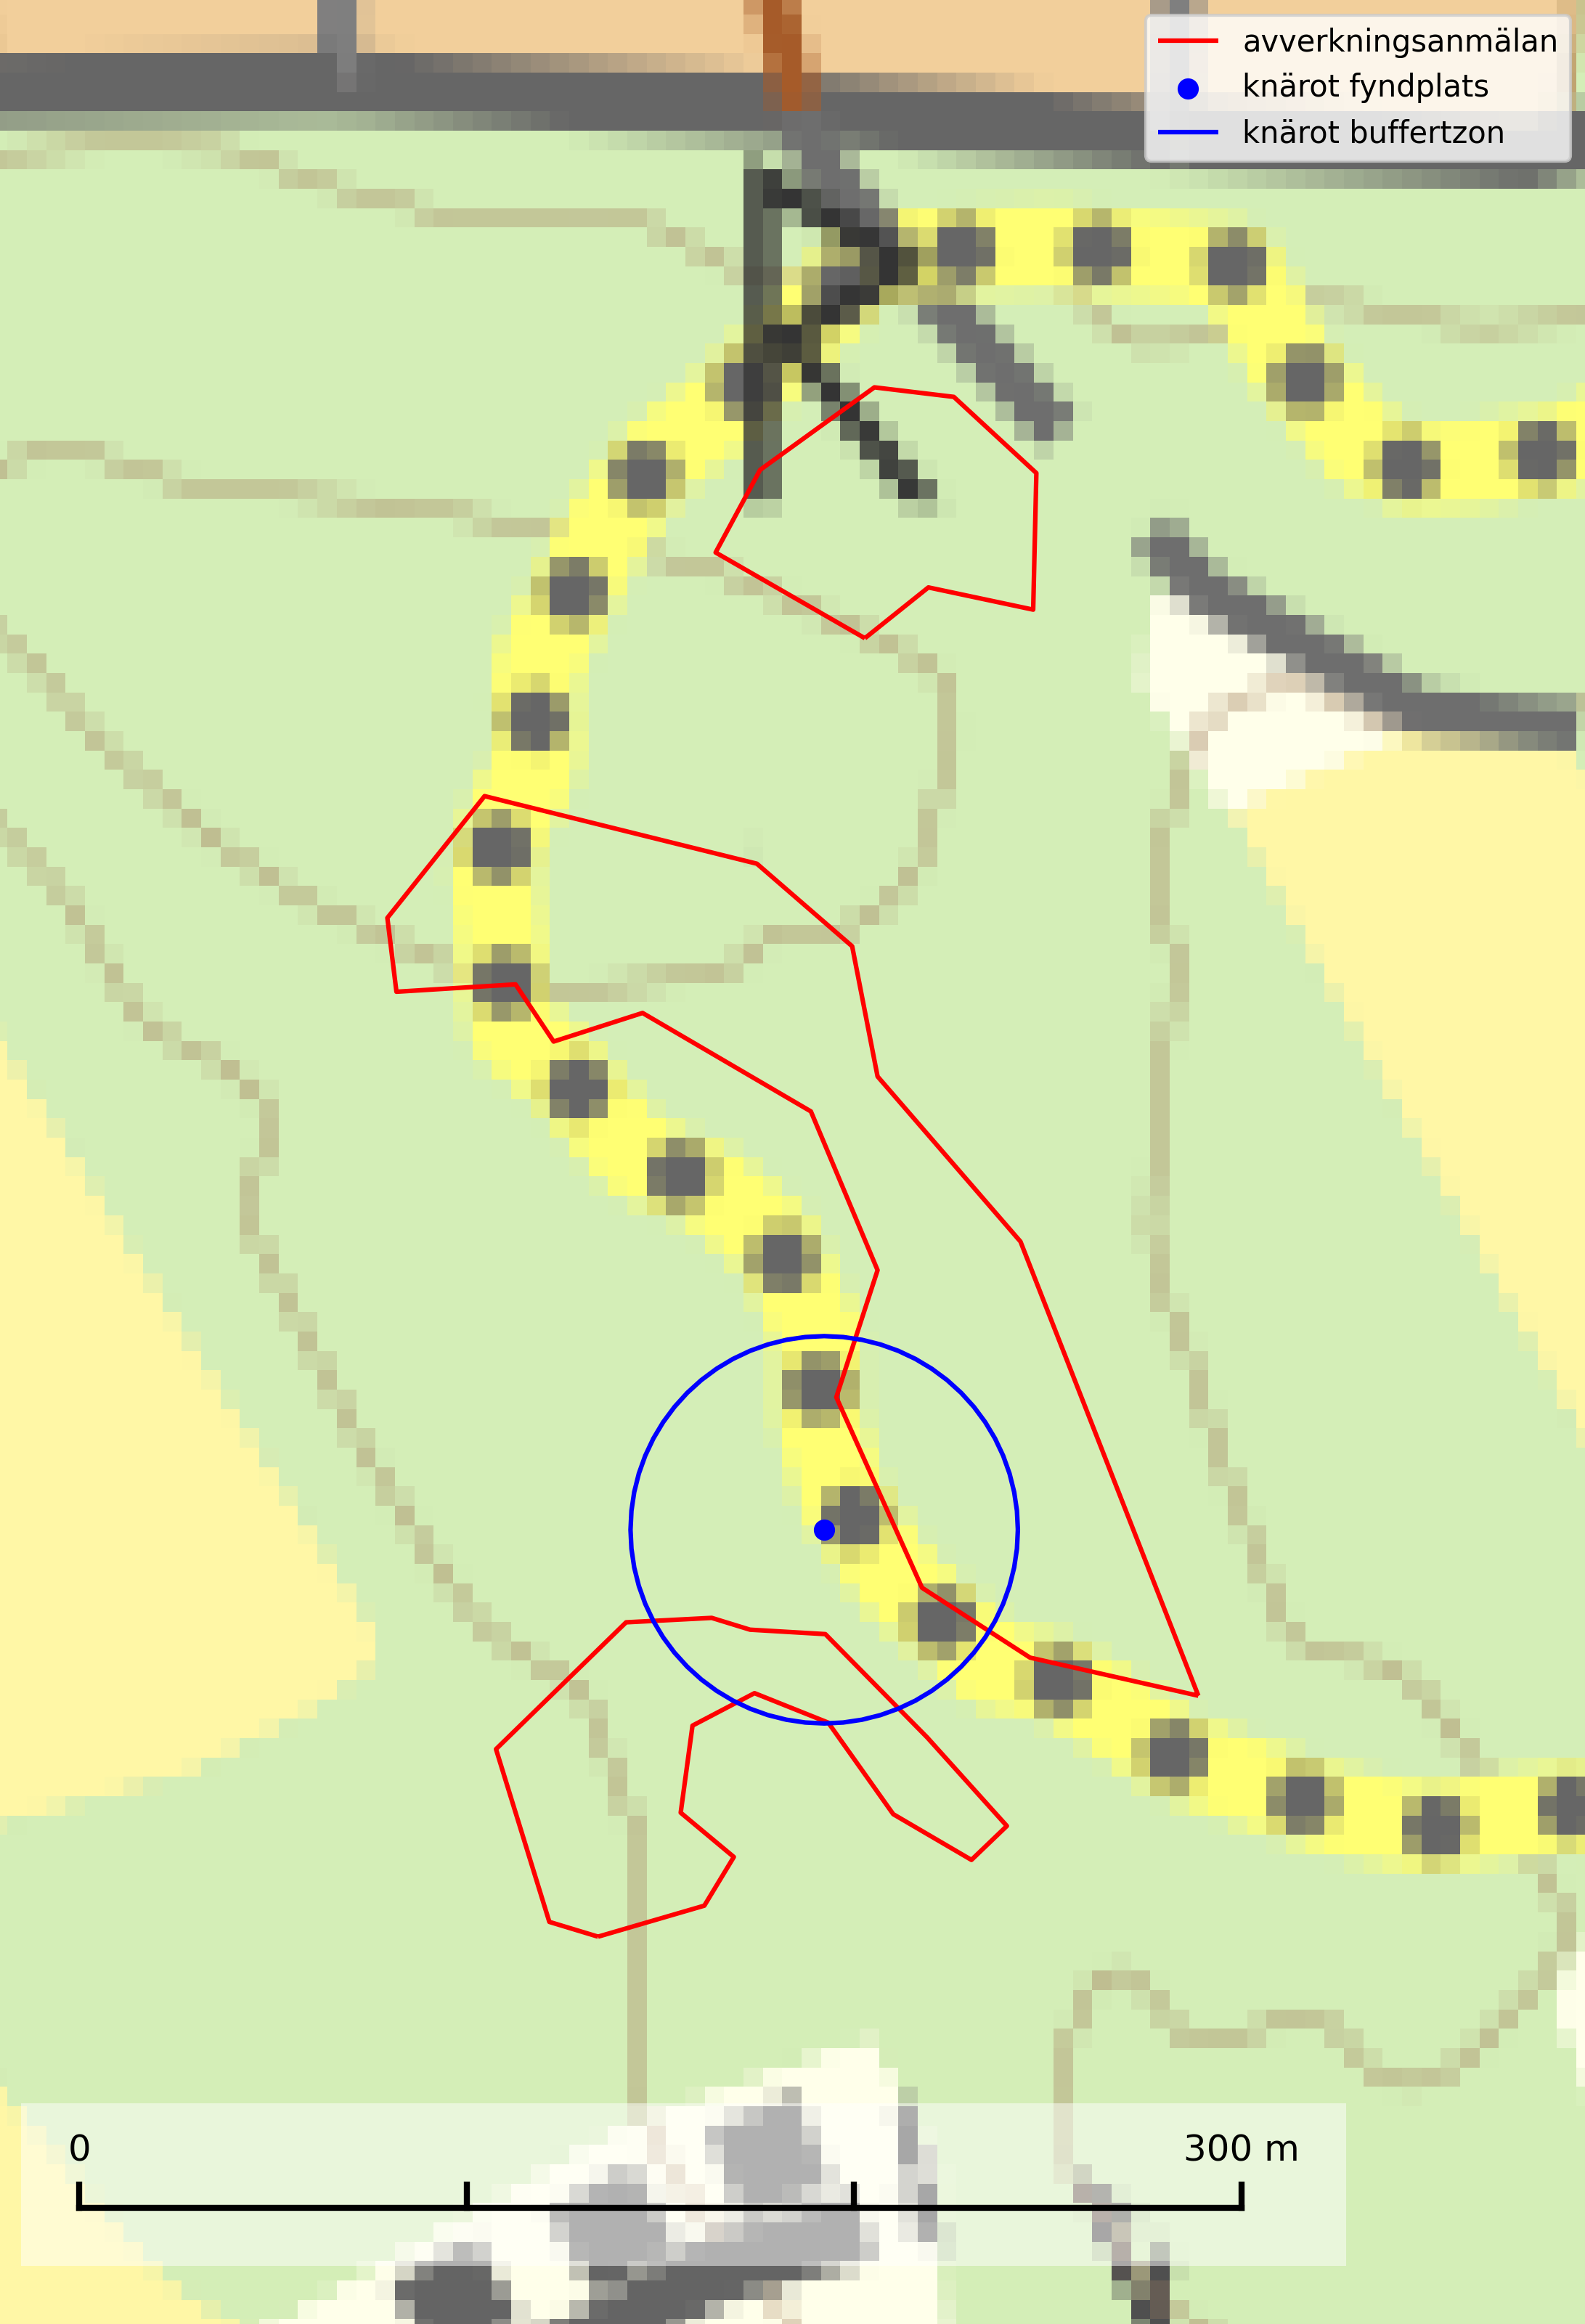 avverkningsanmälan
knärot fyndplats
knärot buffertzon
0
300 m